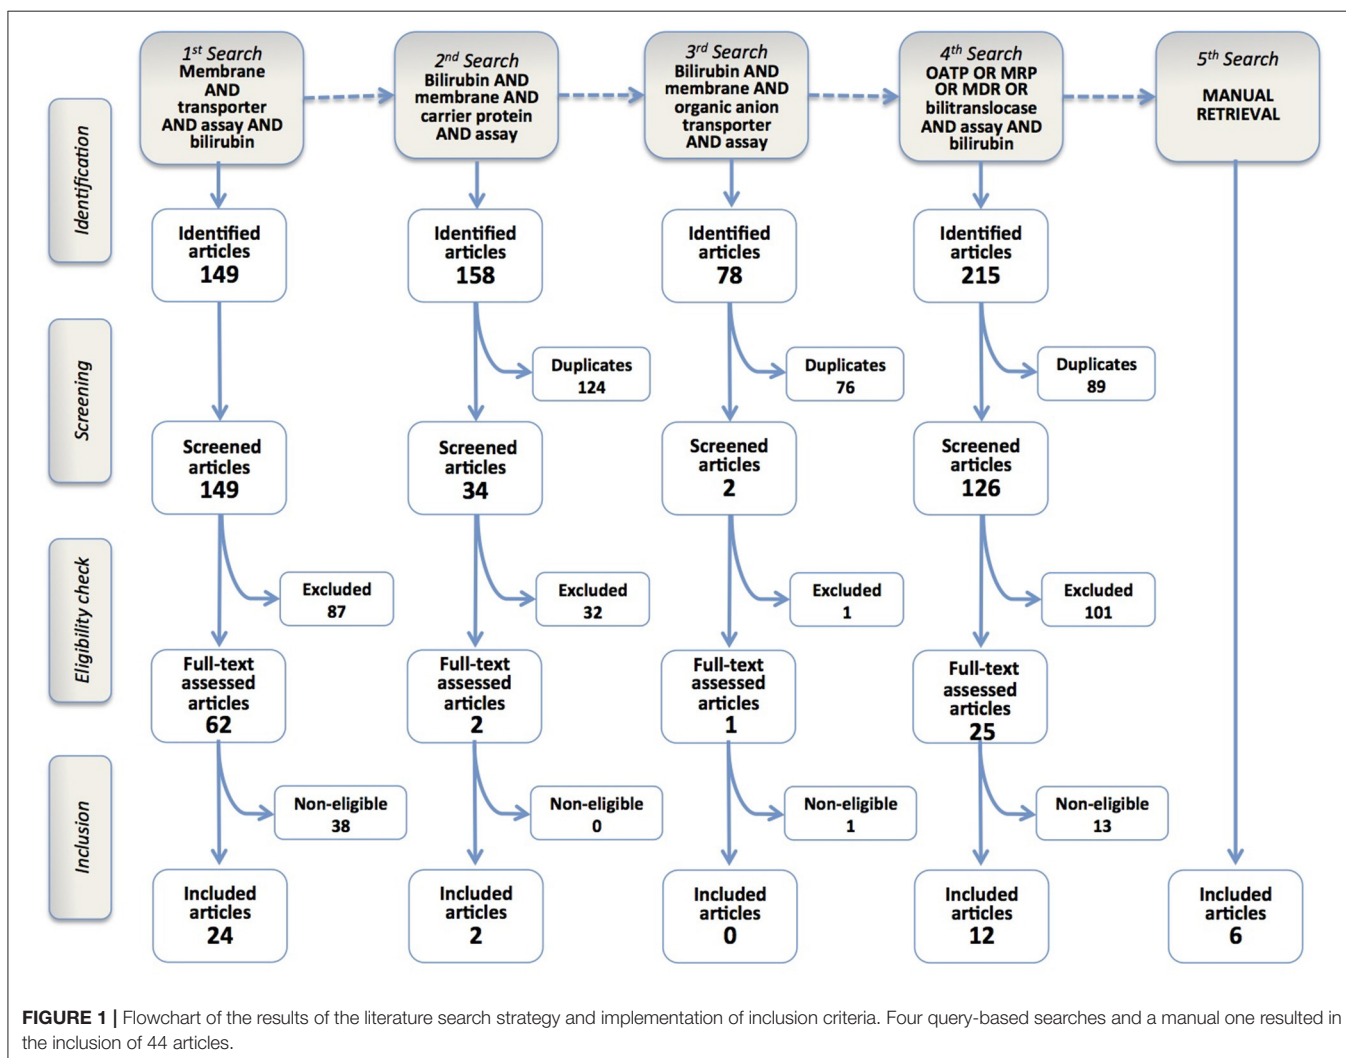 1st Search
Membrane
AND
transporter
AND assay AND
bilirubin
2nd Search
Bilirubin AND
membrane AND
carrier protein
AND assay
3rd Search
Bilirubin AND
membrane AND
organic anion
transporter
AND assay
4th Search
OATP OR MRP
OR MDR OR
bilitranslocase
AND assay AND
bilirubin
5th Search
MANUAL
RETRIEVAL
Identification
Identified
articles
149
Identified
articles
158
Identified
articles
78
Identified
articles
215
Screening
Duplicates
124
Duplicates
76
Duplicates
89
Screened
articles
149
Screened
articles
34
Screened
articles
2
Screened
articles
126
Eligibility check
Excluded
87
Excluded
32
Excluded
1
Excluded
101
Full-text
assessed
articles
62
Full-text
assessed
articles
2
Full-text
assessed
articles
1
Full-text
assessed
articles
25
Inclusion
Non-eligible
38
Non-eligible
0
Non-eligible
1
Non-eligible
13
Included
articles
24
Included
articles
2
Included
articles
0
Included
articles
12
Included
articles
6
FIGURE 1 | Flowchart of the results of the literature search strategy and implementation of inclusion criteria. Four query-based searches and a manual one resulted in
the inclusion of 44 articles.